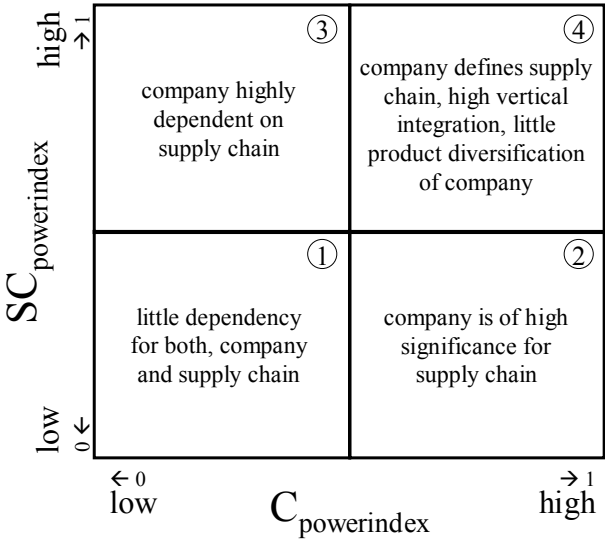 high
→ 1
SC powerindex
low
0 ←
③
company highly
dependent on
supply chain
④
company defines supply
chain, high vertical
integration, little
product diversification
of company
①
little dependency
for both, company
and supply chain
②
company is of high
significance for
supply chain
← 0
low
C powerindex
→ 1
high